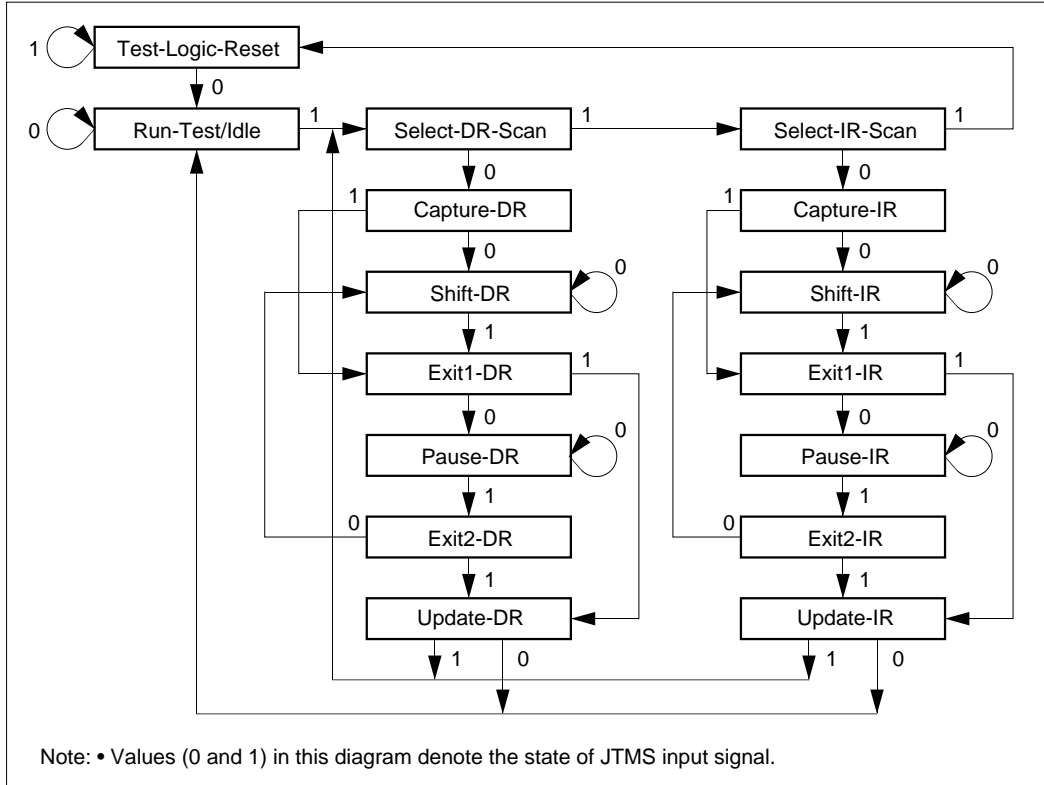 1
Test-Logic-Reset
0
0
Run-Test/Idle
1
Select-DR-Scan
1
Select-IR-Scan
1
0
0
1
Capture-DR
1
Capture-IR
0
0
Shift-DR
0
Shift-IR
0
1
1
Exit1-DR
1
Exit1-IR
1
0
0
Pause-DR
0
Pause-IR
0
1
1
0
Exit2-DR
0
Exit2-IR
1
1
Update-DR
Update-IR
1
0
1
0
Note: • Values (0 and 1) in this diagram denote the state of JTMS input signal.